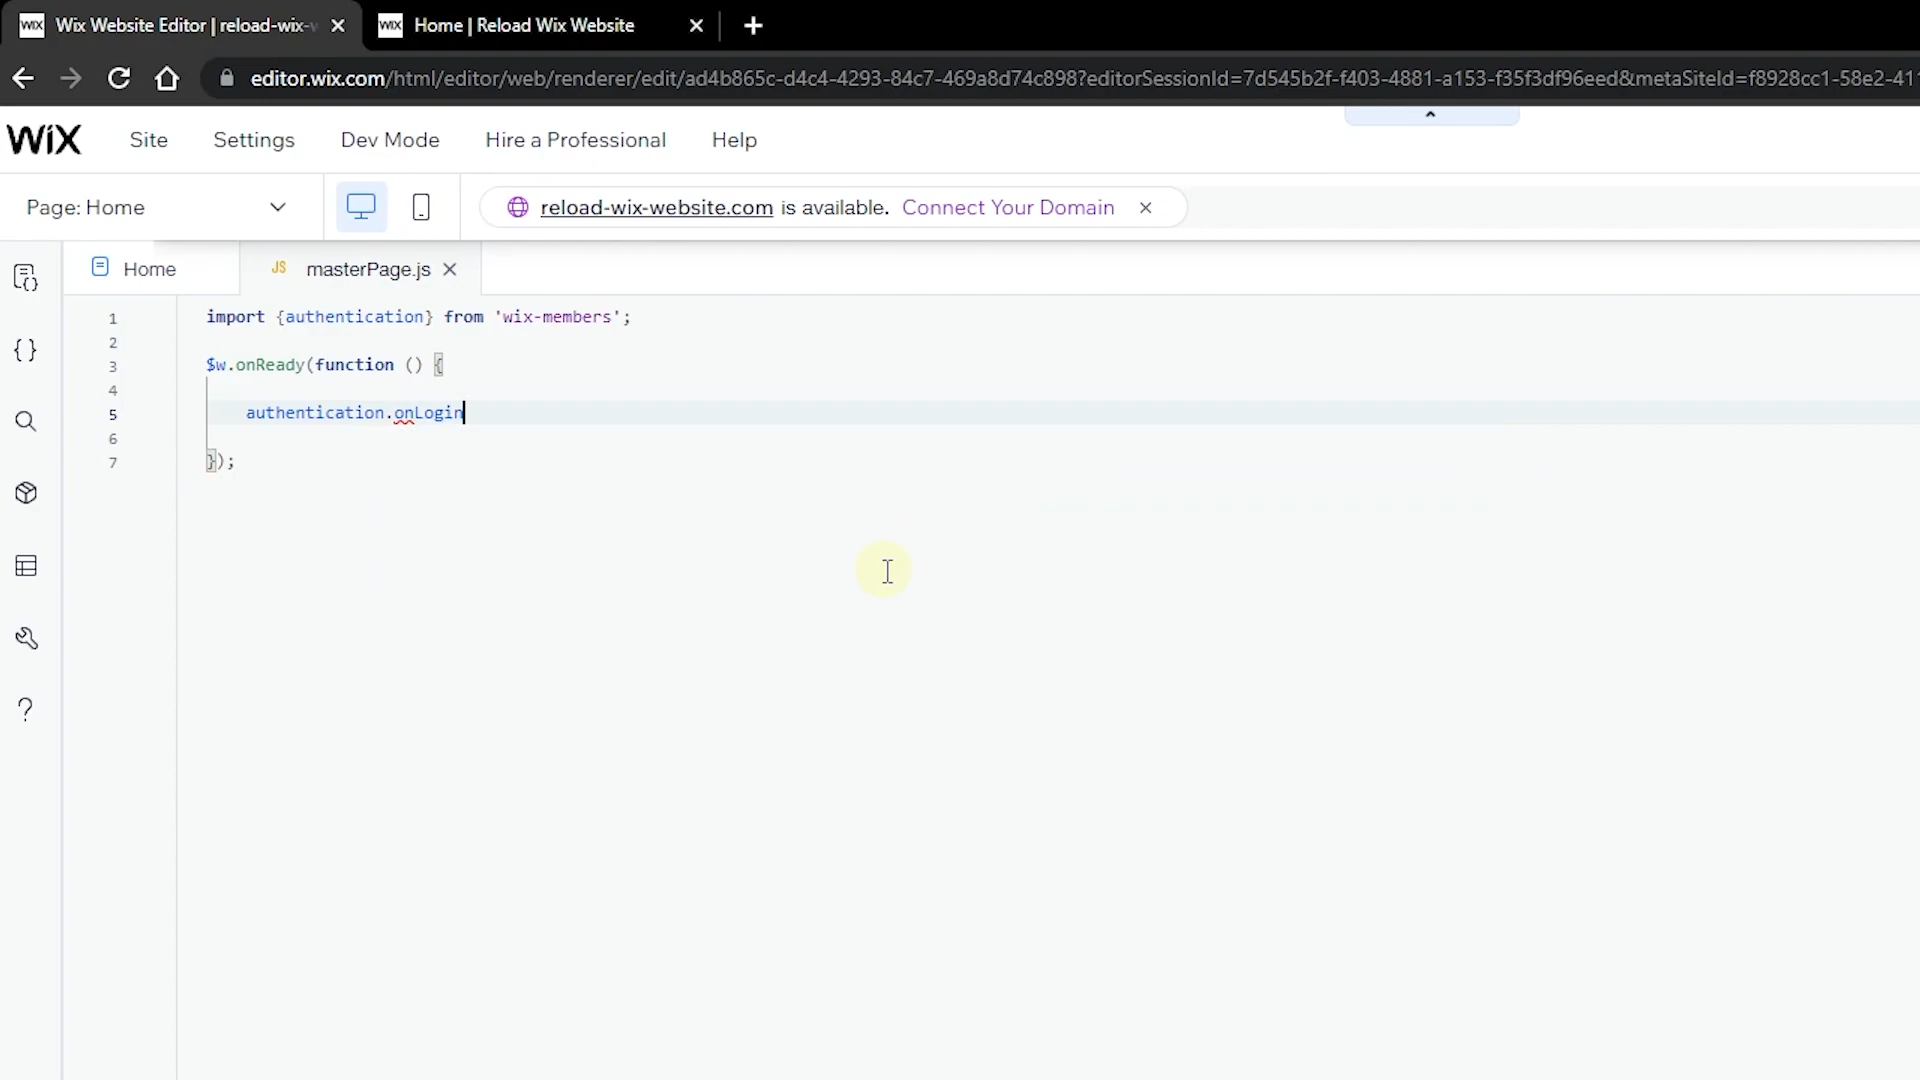 WIX Wix Website Editor | reload-wix-w
WIX Home | Reload Wix Website
editor.wix.com/html/editor/web/renderer/edit/ad4b865c-d4c4-4293-84c7-469a8d74c898?editorSessionId=7d545b2f-f403-4881-a153-f35f3df96eed&metaSiteId=f8928cc1-58e2-411
WiX Site Settings Dev Mode Hire a Professional Help
Page: Home
reload-wix-website.com is available. Connect Your Domain
Home
JS masterPage.js
1 import {authentication} from 'wix-members';
2
3 $w.onReady(function () {
4
5 authentication.onLogin
6
7 });